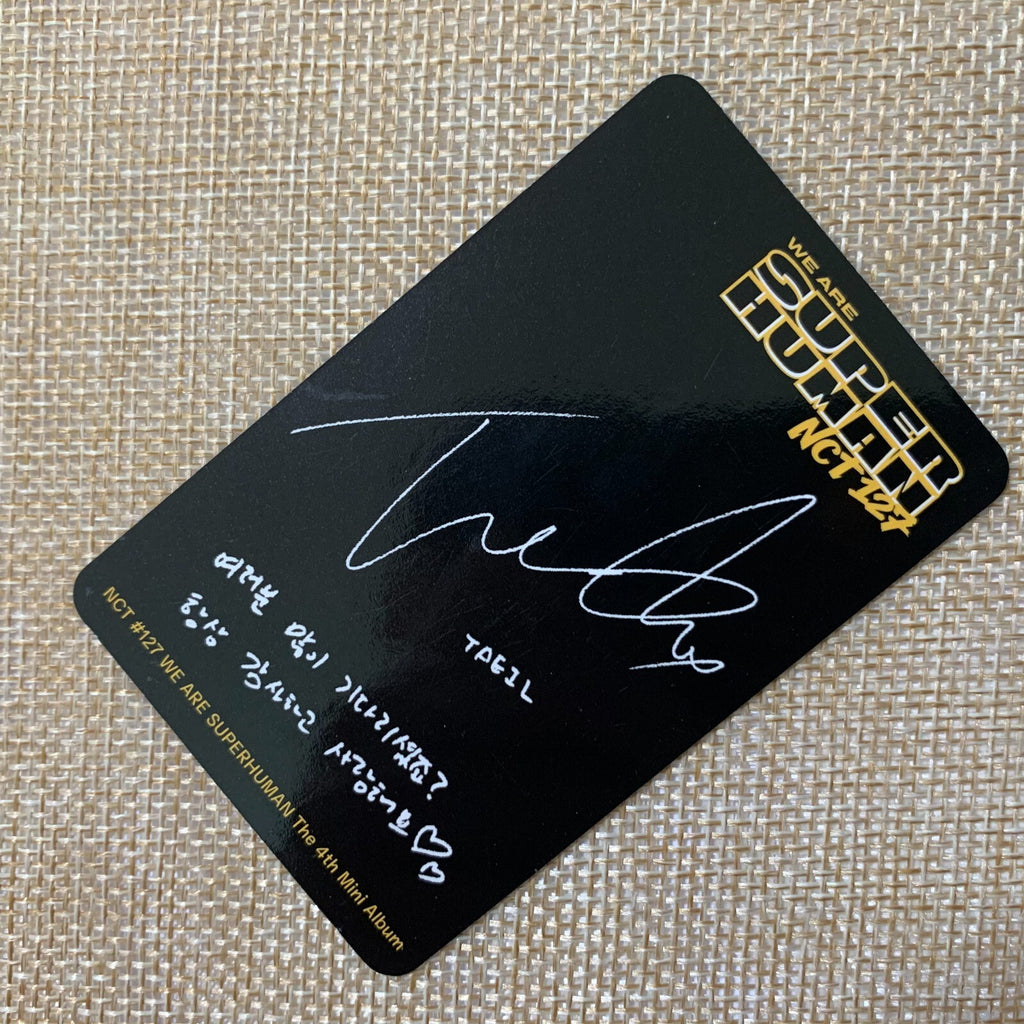 WE ARE
SUPER
HUMAN
NCT 127
TAEIL
여러분 많이 기다리셨죠?
항상 감사하고 사랑해요♡♡
NCT #127 WE ARE SUPERHUMAN The 4th Mini Album